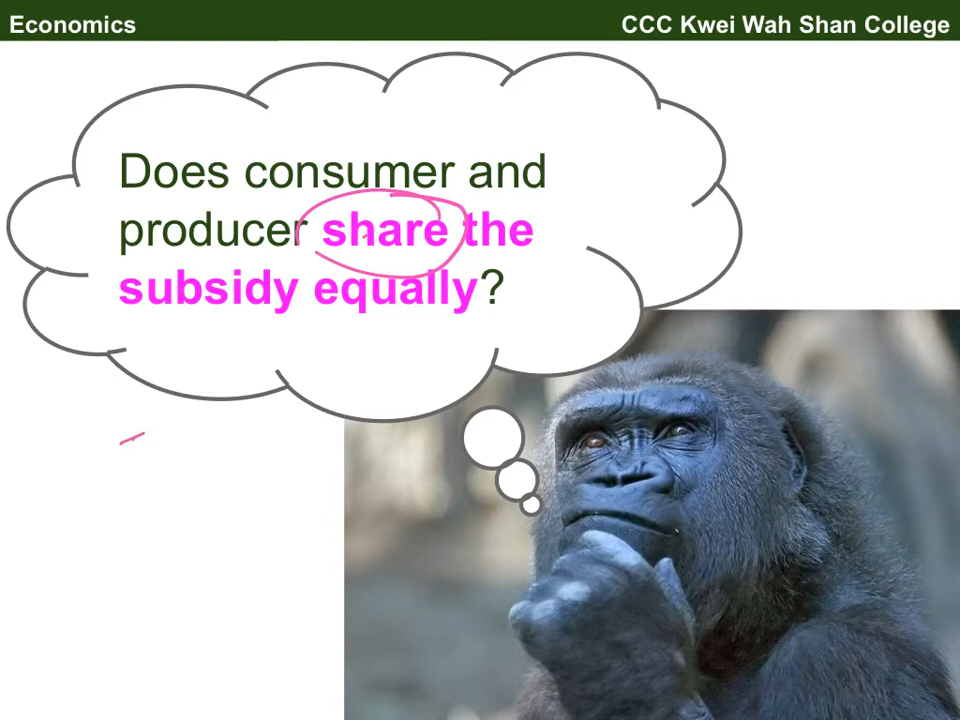 Economics
CCC Kwei Wah Shan College
Does consumer and
producer share the
subsidy equally?